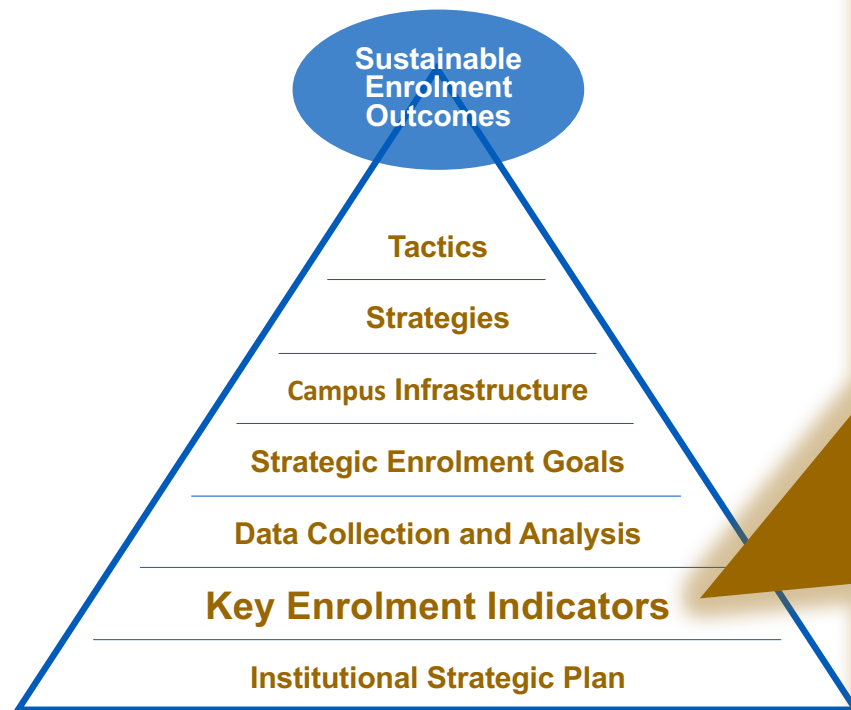 Sustainable
Enrolment
Outcomes
Tactics
Strategies
Campus Infrastructure
Strategic Enrolment Goals
Data Collection and Analysis
Key Enrolment Indicators
Institutional Strategic Plan